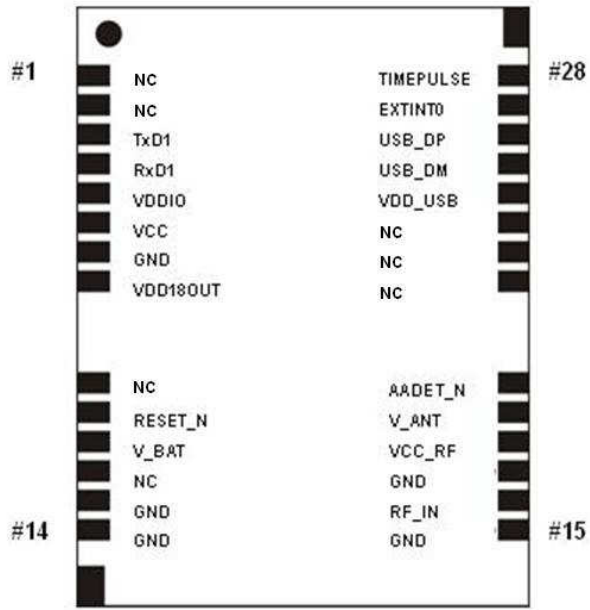 #1 NC TIMEPULSE #28
NC EXTINT0
TxD1 USB_DP
RxD1 USB_DM
VDDIO VDD_USB
VCC NC
GND NC
VDD18OUT NC
NC AADET_N
RESET_N V_ANT
V_BAT VCC_RF
NC GND
GND RF_IN
#14 GND GND #15